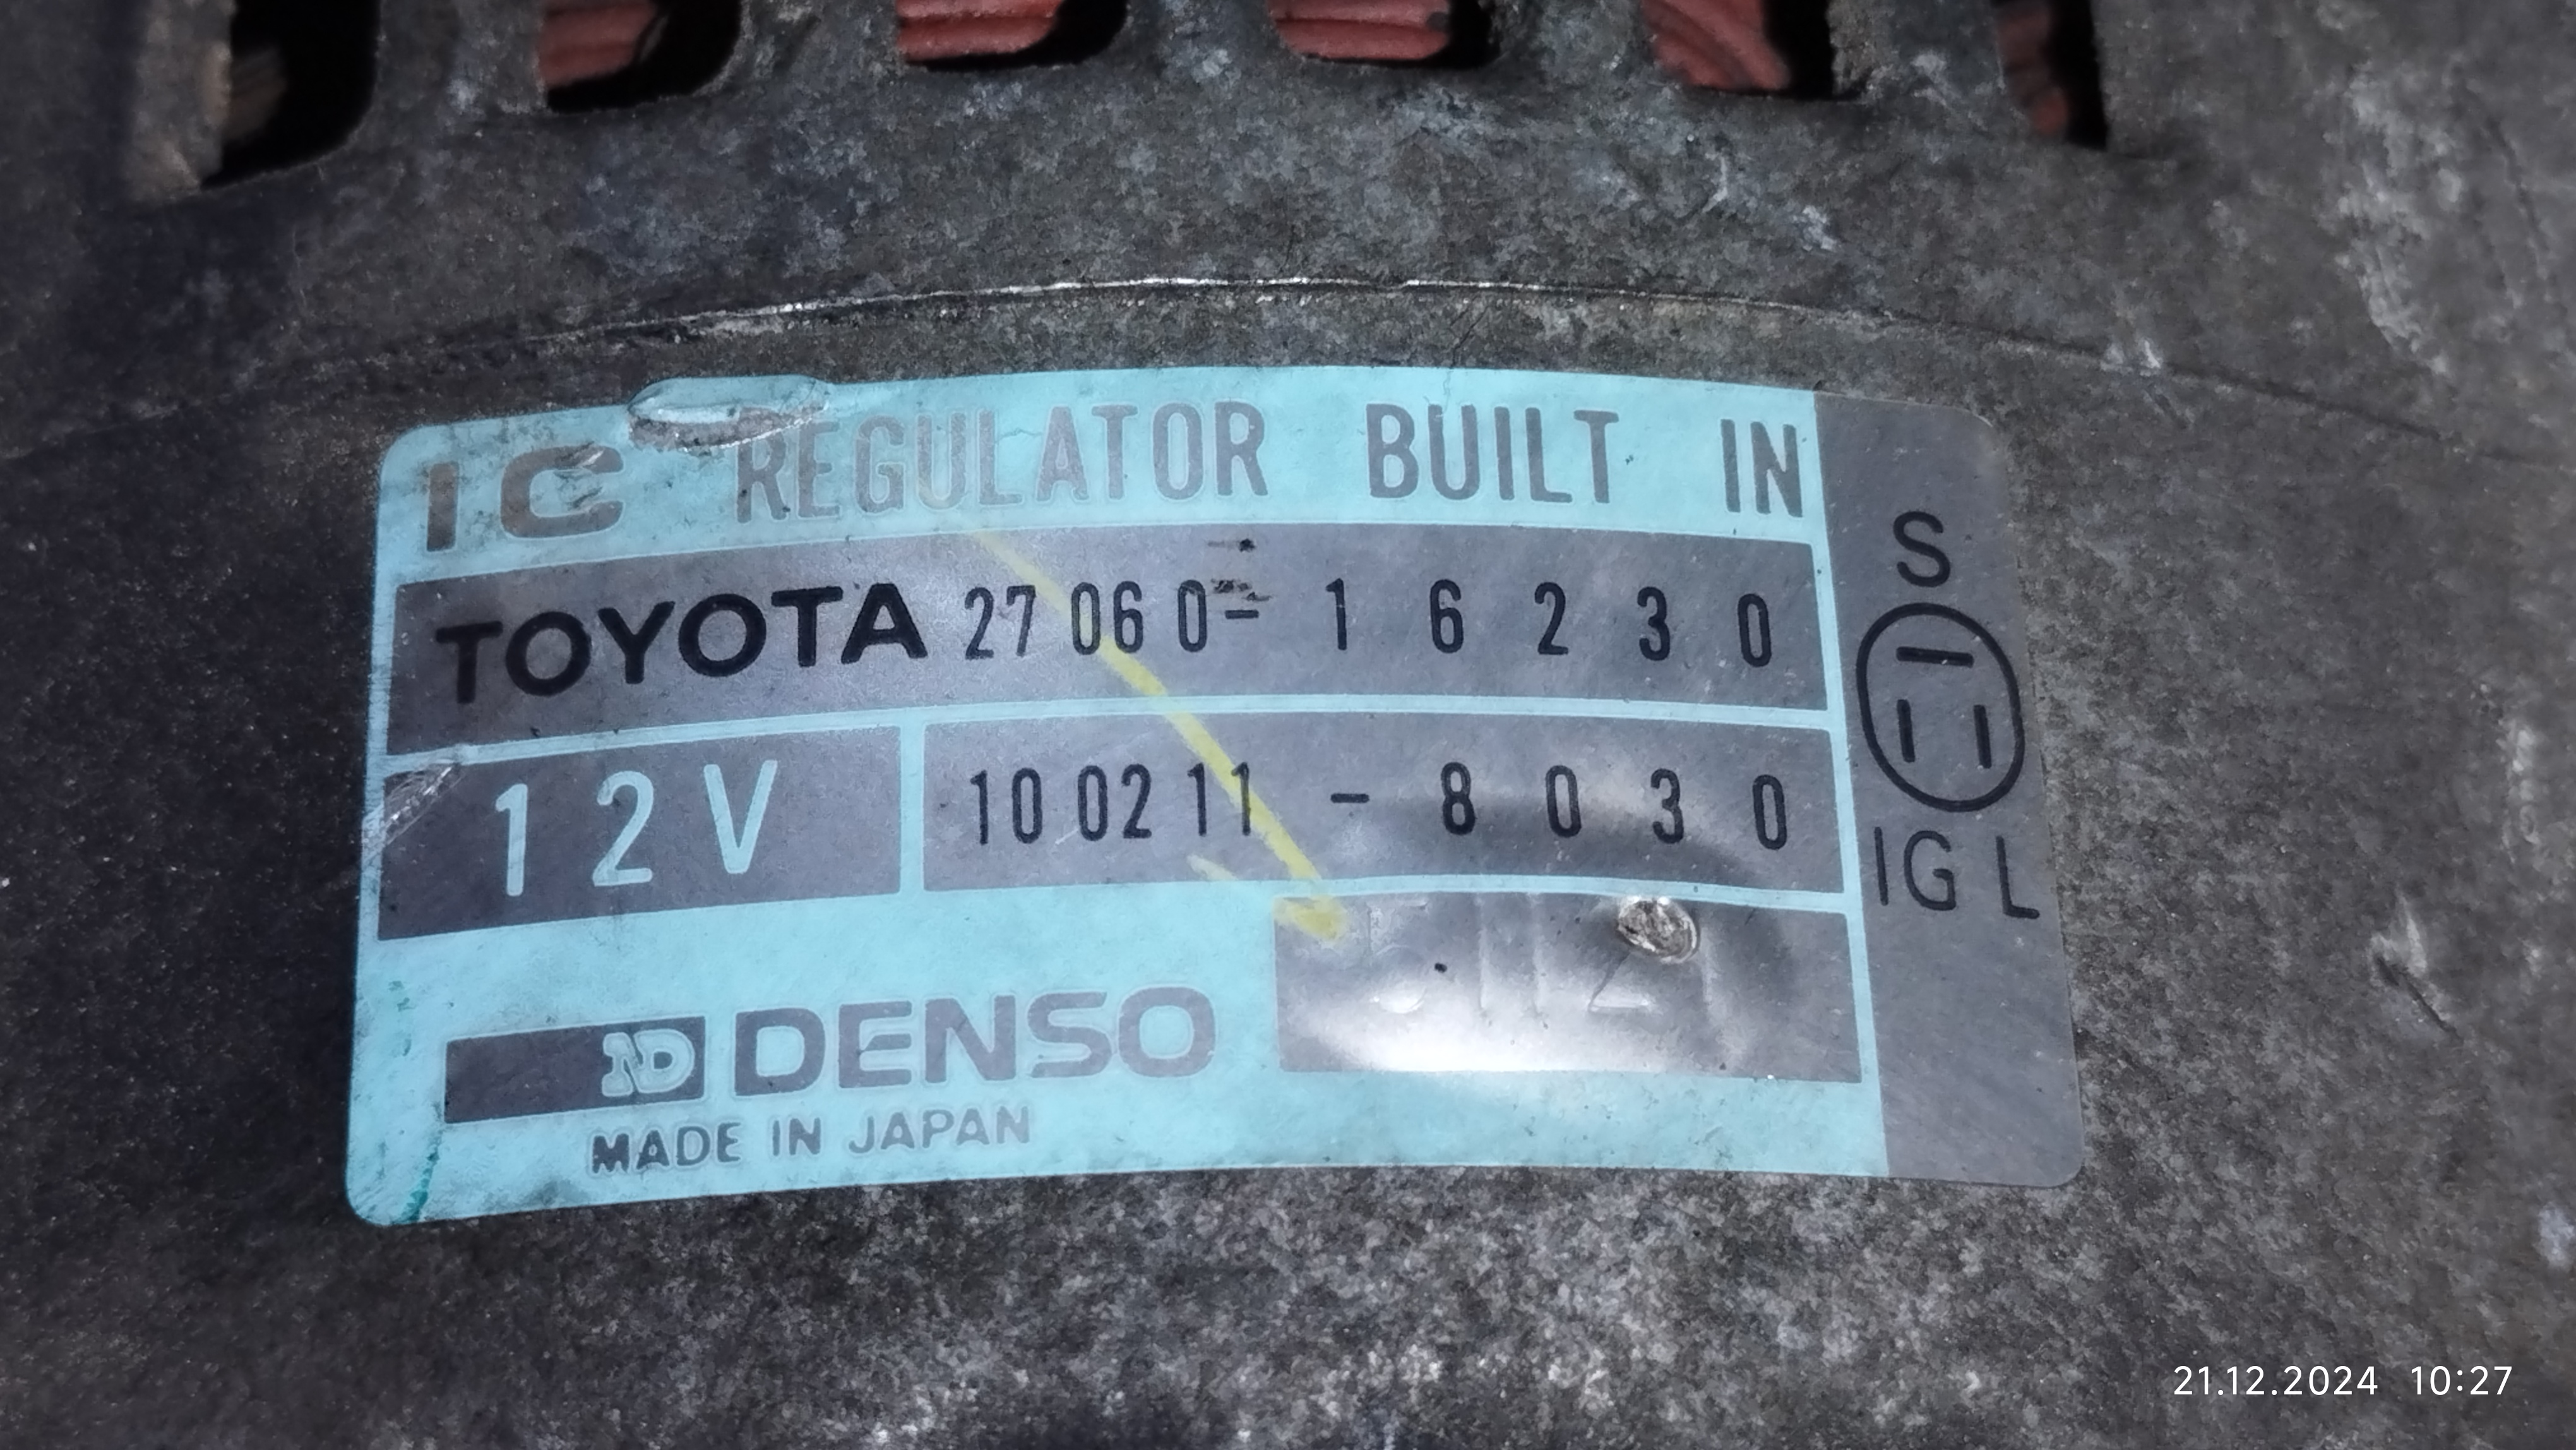 IC REGULATOR BUILT IN
TOYOTA 27060-16230
12V 100211-8030
S
IG L
ND DENSO
MADE IN JAPAN
21.12.2024 10:27